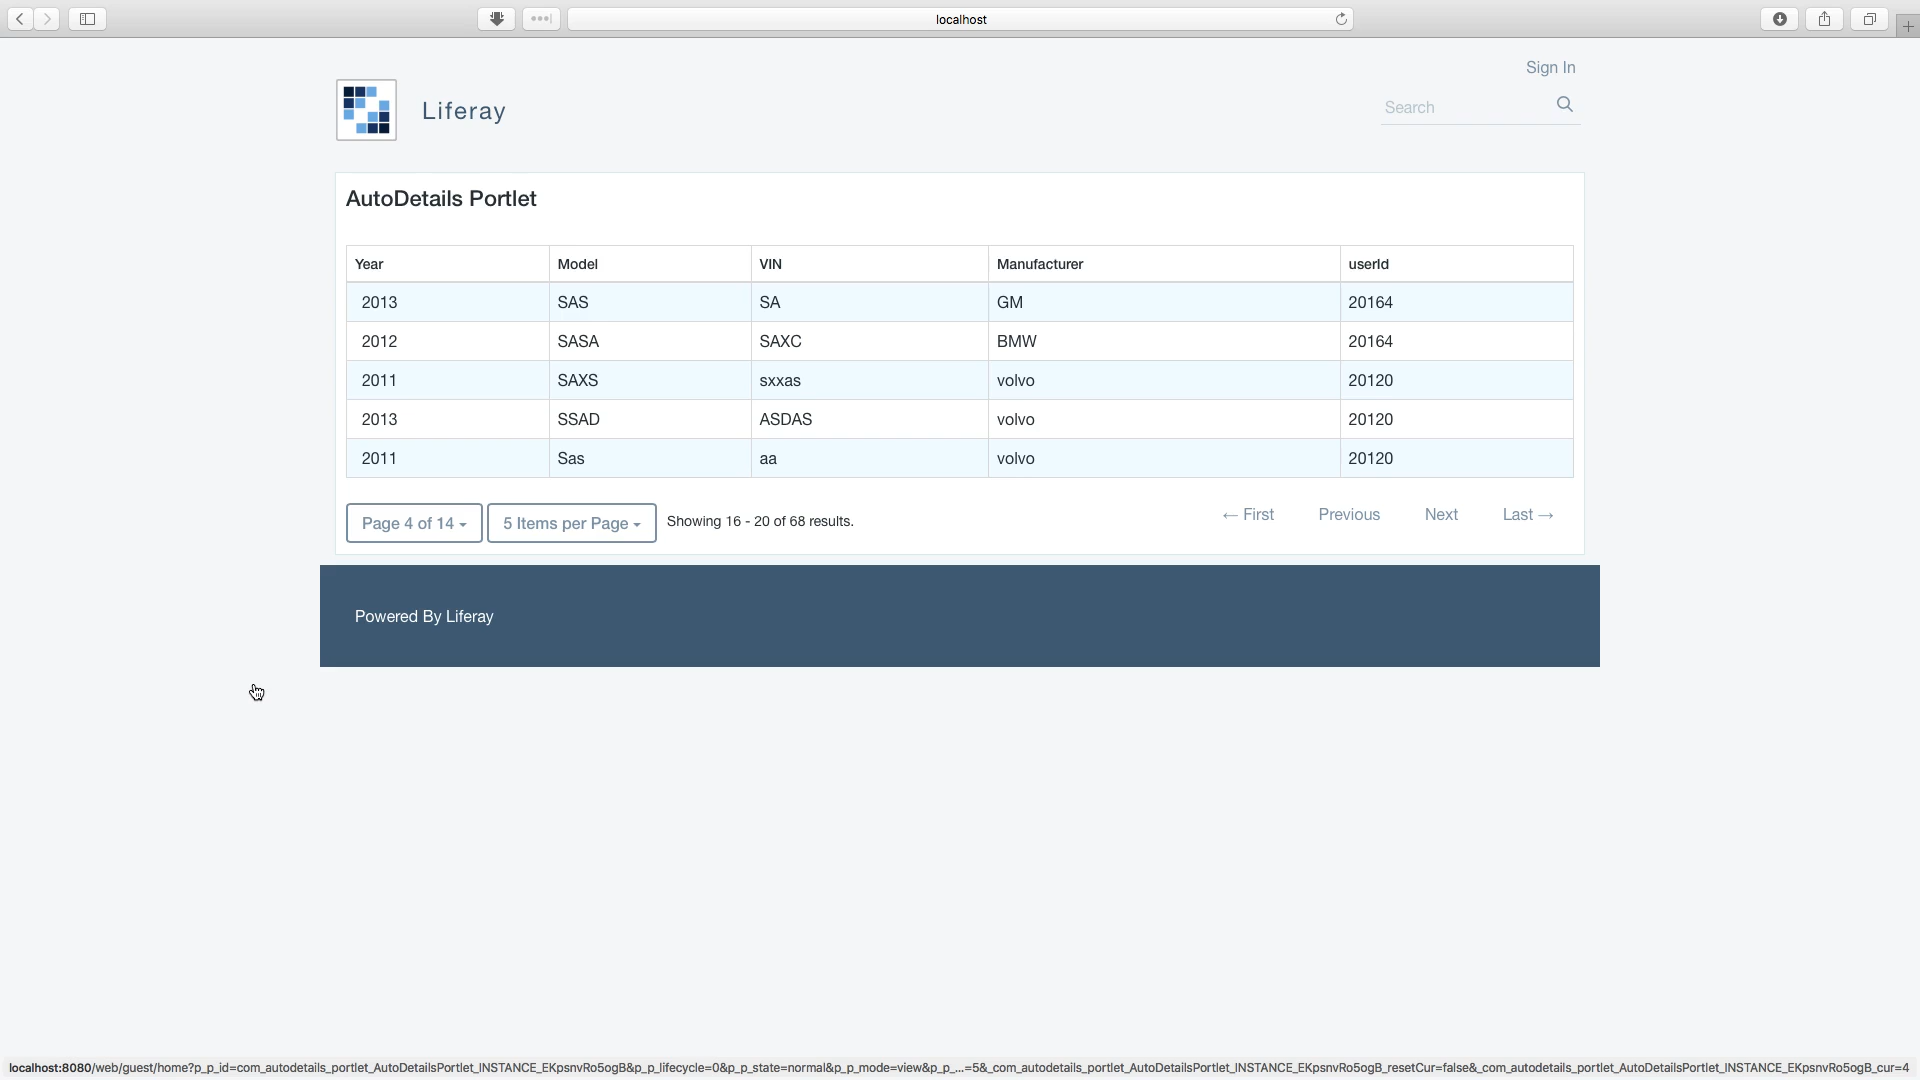 localhost
Sign In
Liferay
Search
AutoDetails Portlet
Year Model VIN Manufacturer userId
2013 SAS SA GM 20164
2012 SASA SAXC BMW 20164
2011 SAXS sxxas volvo 20120
2013 SSAD ASDAS volvo 20120
2011 Sas aa volvo 20120
Page 4 of 14 5 Items per Page Showing 16 - 20 of 68 results. ← First Previous Next Last →
Powered By Liferay
localhost:8080/web/guest/home?p_p_id=com_autodetails_portlet_AutoDetailsPortlet_INSTANCE_EKpsnvRo5ogB&p_p_lifecycle=0&p_p_state=normal&p_p_mode=view&p_p_...=5&_com_autodetails_portlet_AutoDetailsPortlet_INSTANCE_EKpsnvRo5ogB_resetCur=false&_com_autodetails_portlet_AutoDetailsPortlet_INSTANCE_EKpsnvRo5ogB_cur=4